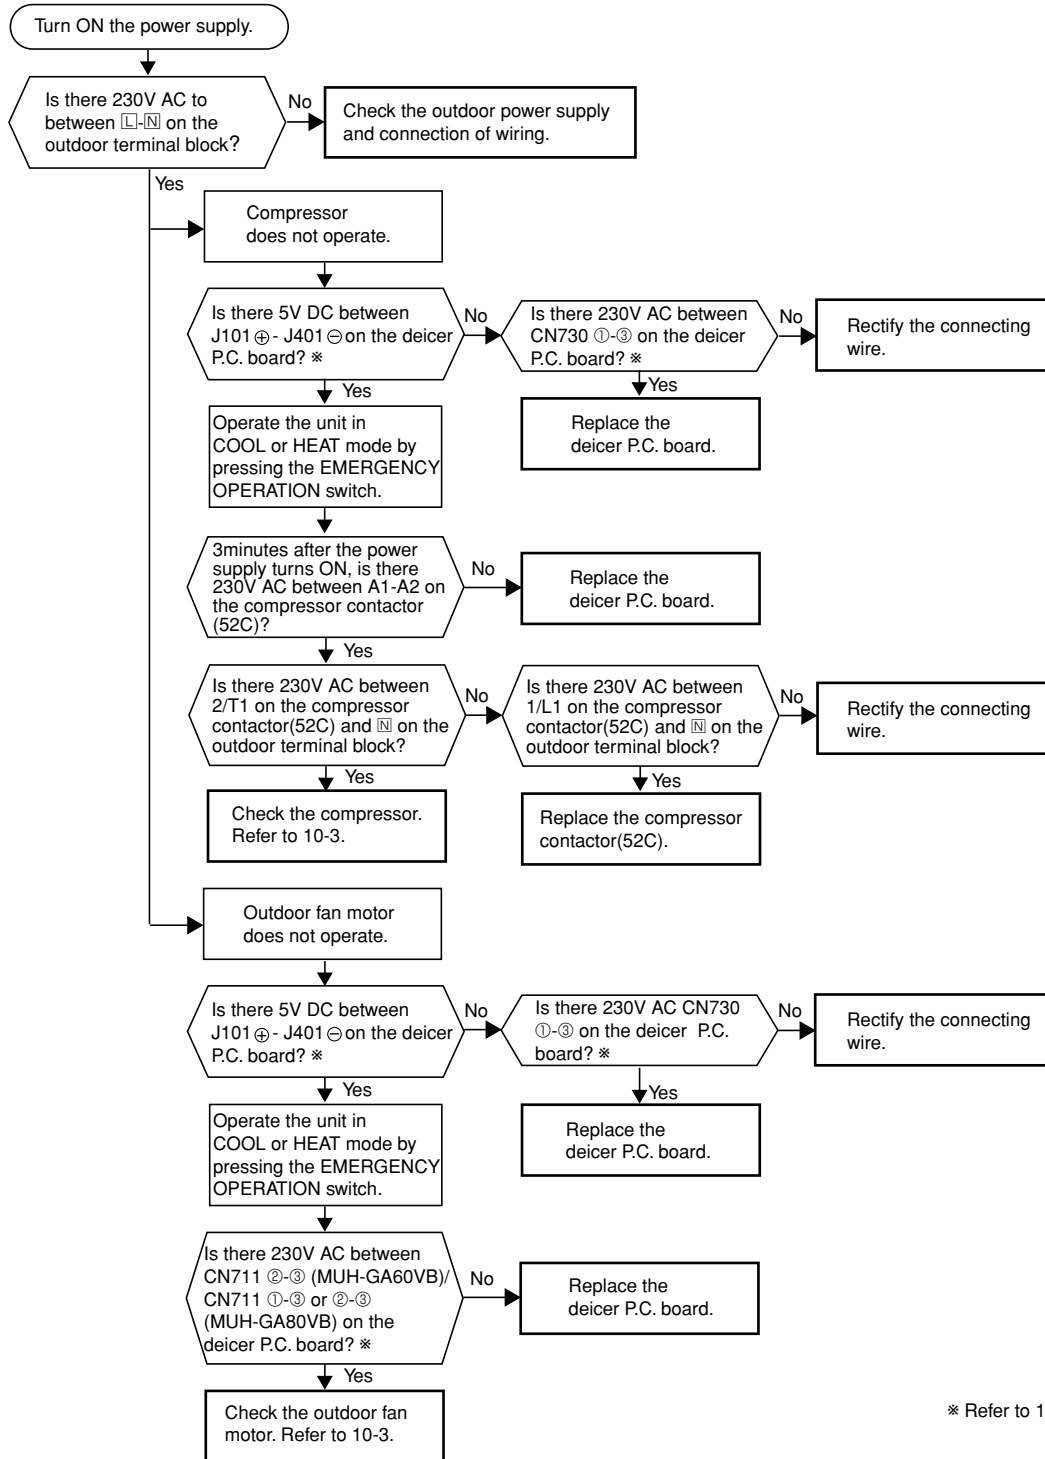 Turn ON the power supply.
Is there 230V AC to
between L-N on the
outdoor terminal block?
No
Check the outdoor power supply
and connection of wiring.
Yes
Compressor
does not operate.
Is there 5V DC between
J101 ⊕ - J401 ⊖ on the deicer
P.C. board? ※
No
Is there 230V AC between
CN730 ①-③ on the deicer
P.C. board? ※
No
Rectify the connecting
wire.
Yes
Yes
Operate the unit in
COOL or HEAT mode by
pressing the EMERGENCY
OPERATION switch.
Replace the
deicer P.C. board.
3minutes after the power
supply turns ON, is there
230V AC between A1-A2 on
the compressor contactor
(52C)?
No
Replace the
deicer P.C. board.
Yes
Is there 230V AC between
2/T1 on the compressor
contactor(52C) and N on the
outdoor terminal block?
No
Is there 230V AC between
1/L1 on the compressor
contactor(52C) and N on the
outdoor terminal block?
No
Rectify the connecting
wire.
Yes
Yes
Check the compressor.
Refer to 10-3.
Replace the compressor
contactor(52C).
Outdoor fan motor
does not operate.
Is there 5V DC between
J101 ⊕ - J401 ⊖ on the deicer
P.C. board? ※
No
Is there 230V AC CN730
①-③ on the deicer P.C.
board? ※
No
Rectify the connecting
wire.
Yes
Yes
Operate the unit in
COOL or HEAT mode by
pressing the EMERGENCY
OPERATION switch.
Replace the
deicer P.C. board.
Is there 230V AC between
CN711 ②-③ (MUH-GA60VB)/
CN711 ①-③ or ②-③
(MUH-GA80VB) on the
deicer P.C. board? ※
No
Replace the
deicer P.C. board.
Yes
Check the outdoor fan
motor. Refer to 10-3.
※ Refer to 1